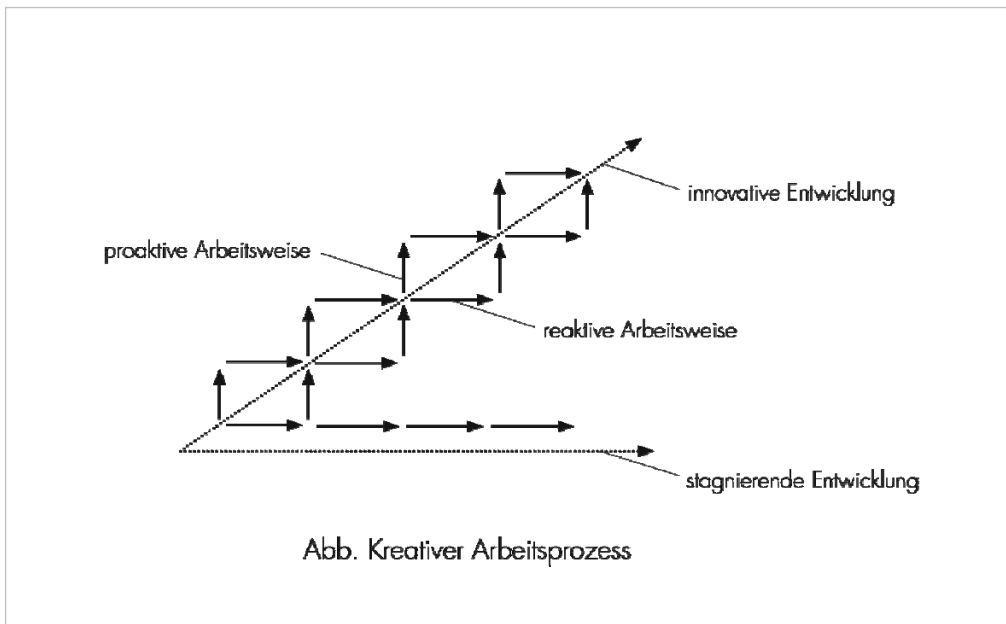 innovative Entwicklung
proaktive Arbeitsweise
reaktive Arbeitsweise
stagnierende Entwicklung
Abb. Kreativer Arbeitsprozess